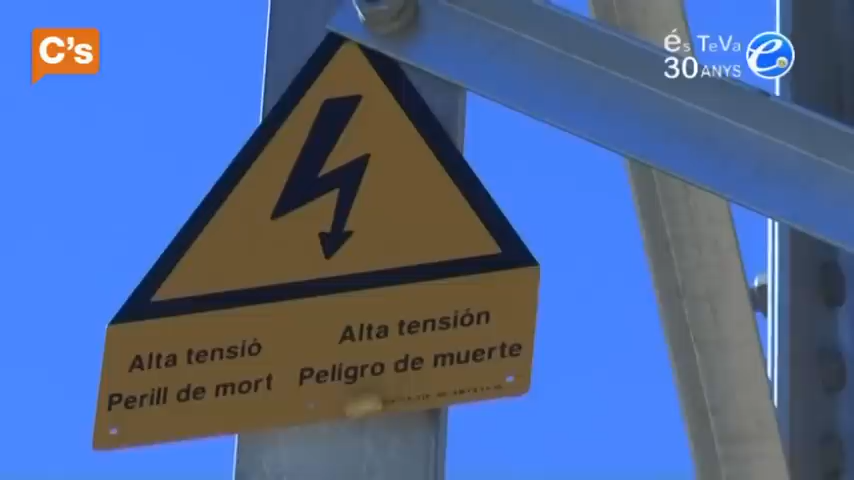 C's
és TeVa
30 ANYS
Alta tensió
Perill de mort
Alta tensión
Peligro de muerte